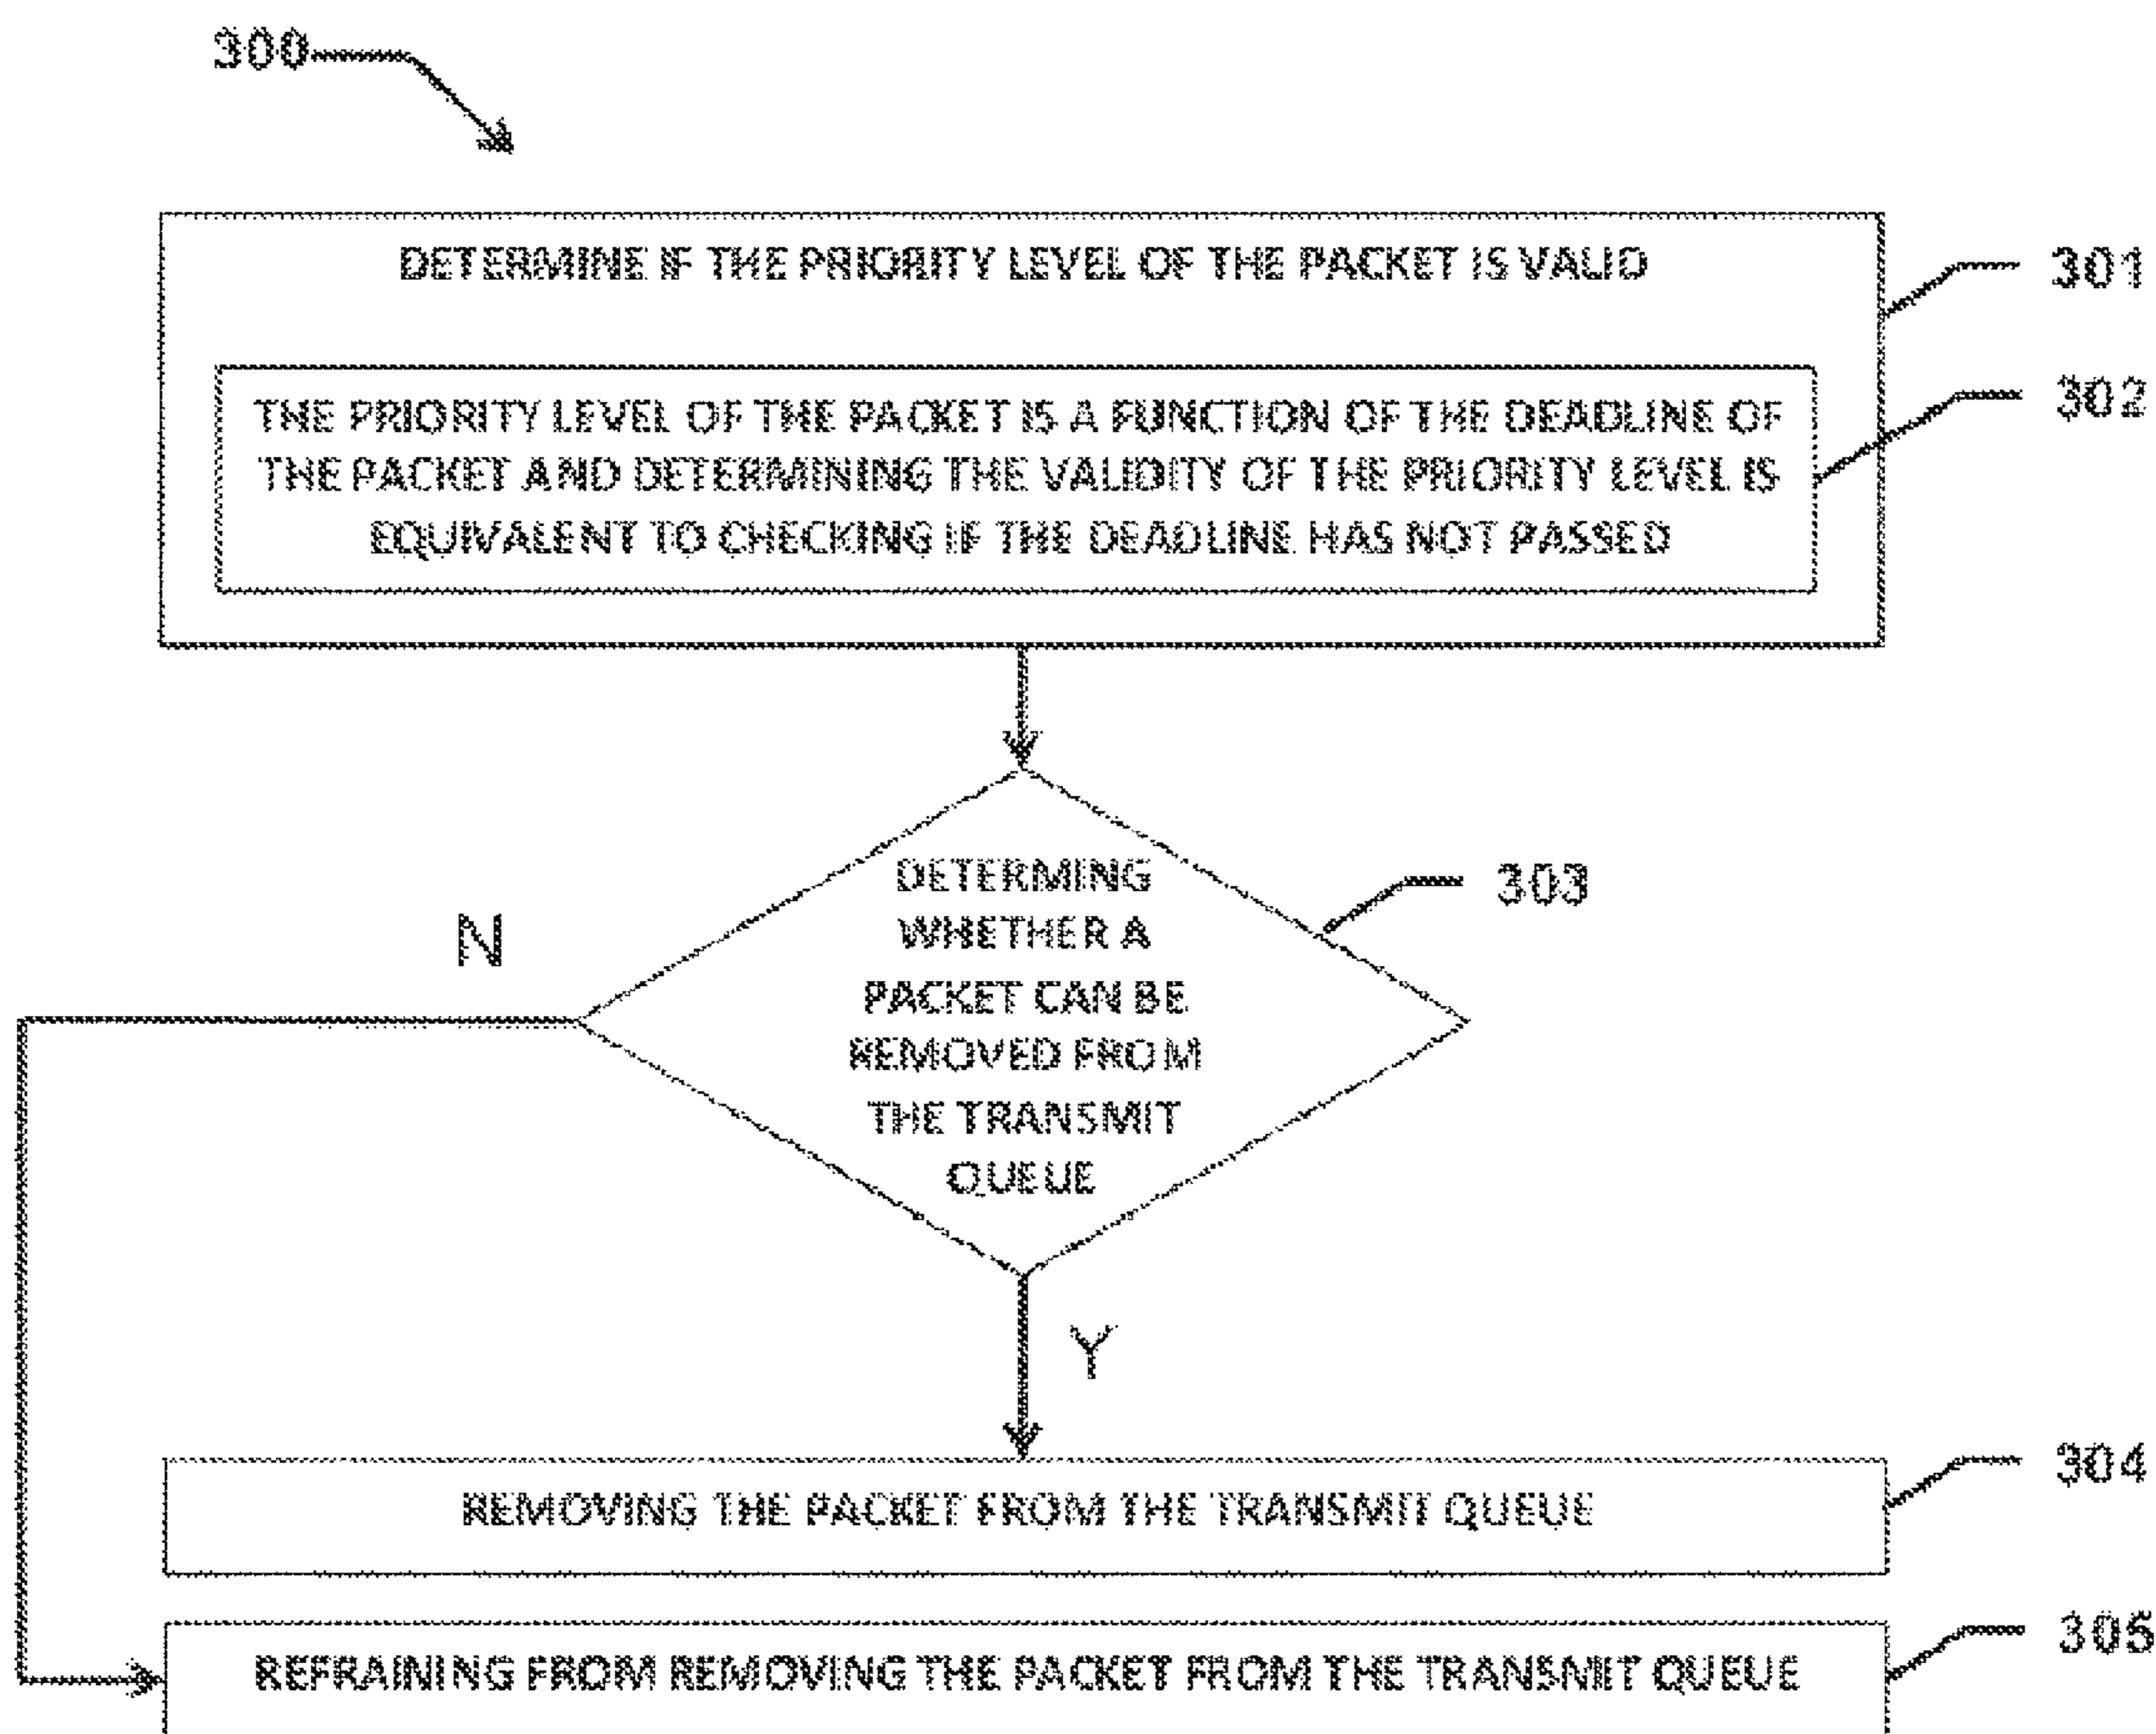 300
DETERMINE IF THE PRIORITY LEVEL OF THE PACKET IS VALID
301
THE PRIORITY LEVEL OF THE PACKET IS A FUNCTION OF THE DEADLINE OF
THE PACKET AND DETERMINING THE VALIDITY OF THE PRIORITY LEVEL IS
EQUIVALENT TO CHECKING IF THE DEADLINE HAS NOT PASSED
302
DETERMING
WHETHER A
PACKET CAN BE
REMOVED FROM
THE TRANSMIT
QUEUE
303
N
Y
REMOVING THE PACKET FROM THE TRANSMIT QUEUE
304
REFRAINING FROM REMOVING THE PACKET FROM THE TRANSMIT QUEUE
305